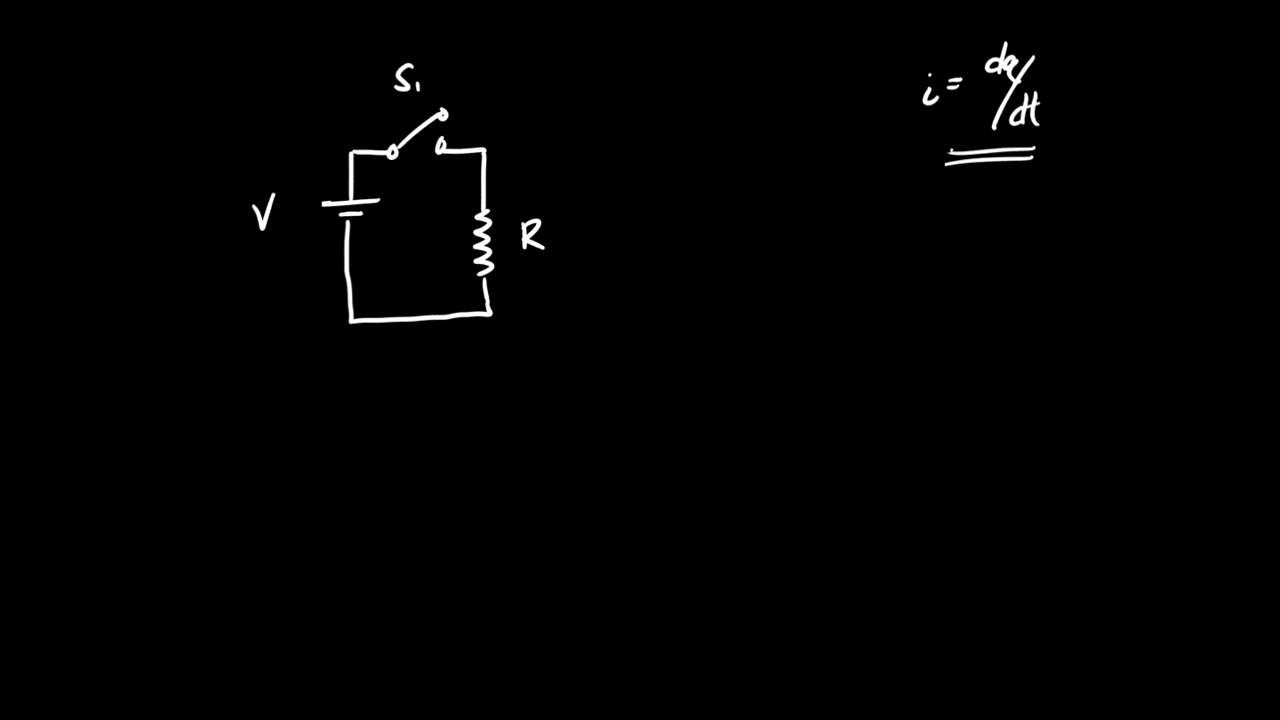 S₁
i = dq/dt
V
R